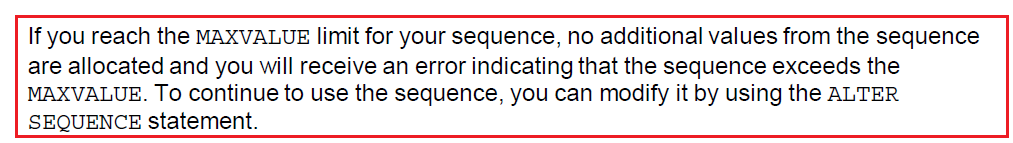 If you reach the MAXVALUE limit for your sequence, no additional values from the sequence
are allocated and you will receive an error indicating that the sequence exceeds the
MAXVALUE. To continue to use the sequence, you can modify it by using the ALTER
SEQUENCE statement.